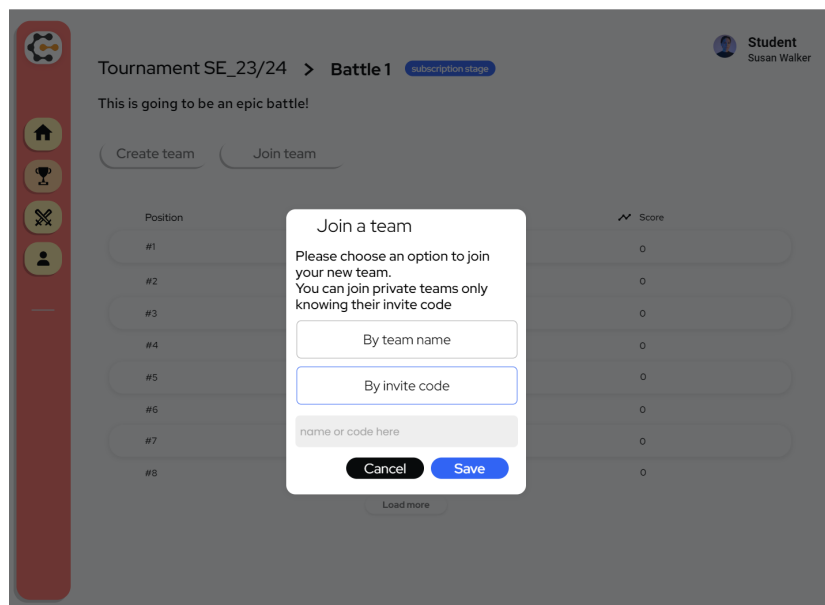 Student
Susan Walker
Tournament SE_23/24 > Battle 1 subscription stage
This is going to be an epic battle!
Create team Join team
Position Score
#1 0
#2 0
#3 0
#4 0
#5 0
#6 0
#7 0
#8 0
Load more
Join a team
Please choose an option to join
your new team.
You can join private teams only
knowing their invite code
By team name
By invite code
name or code here
Cancel Save